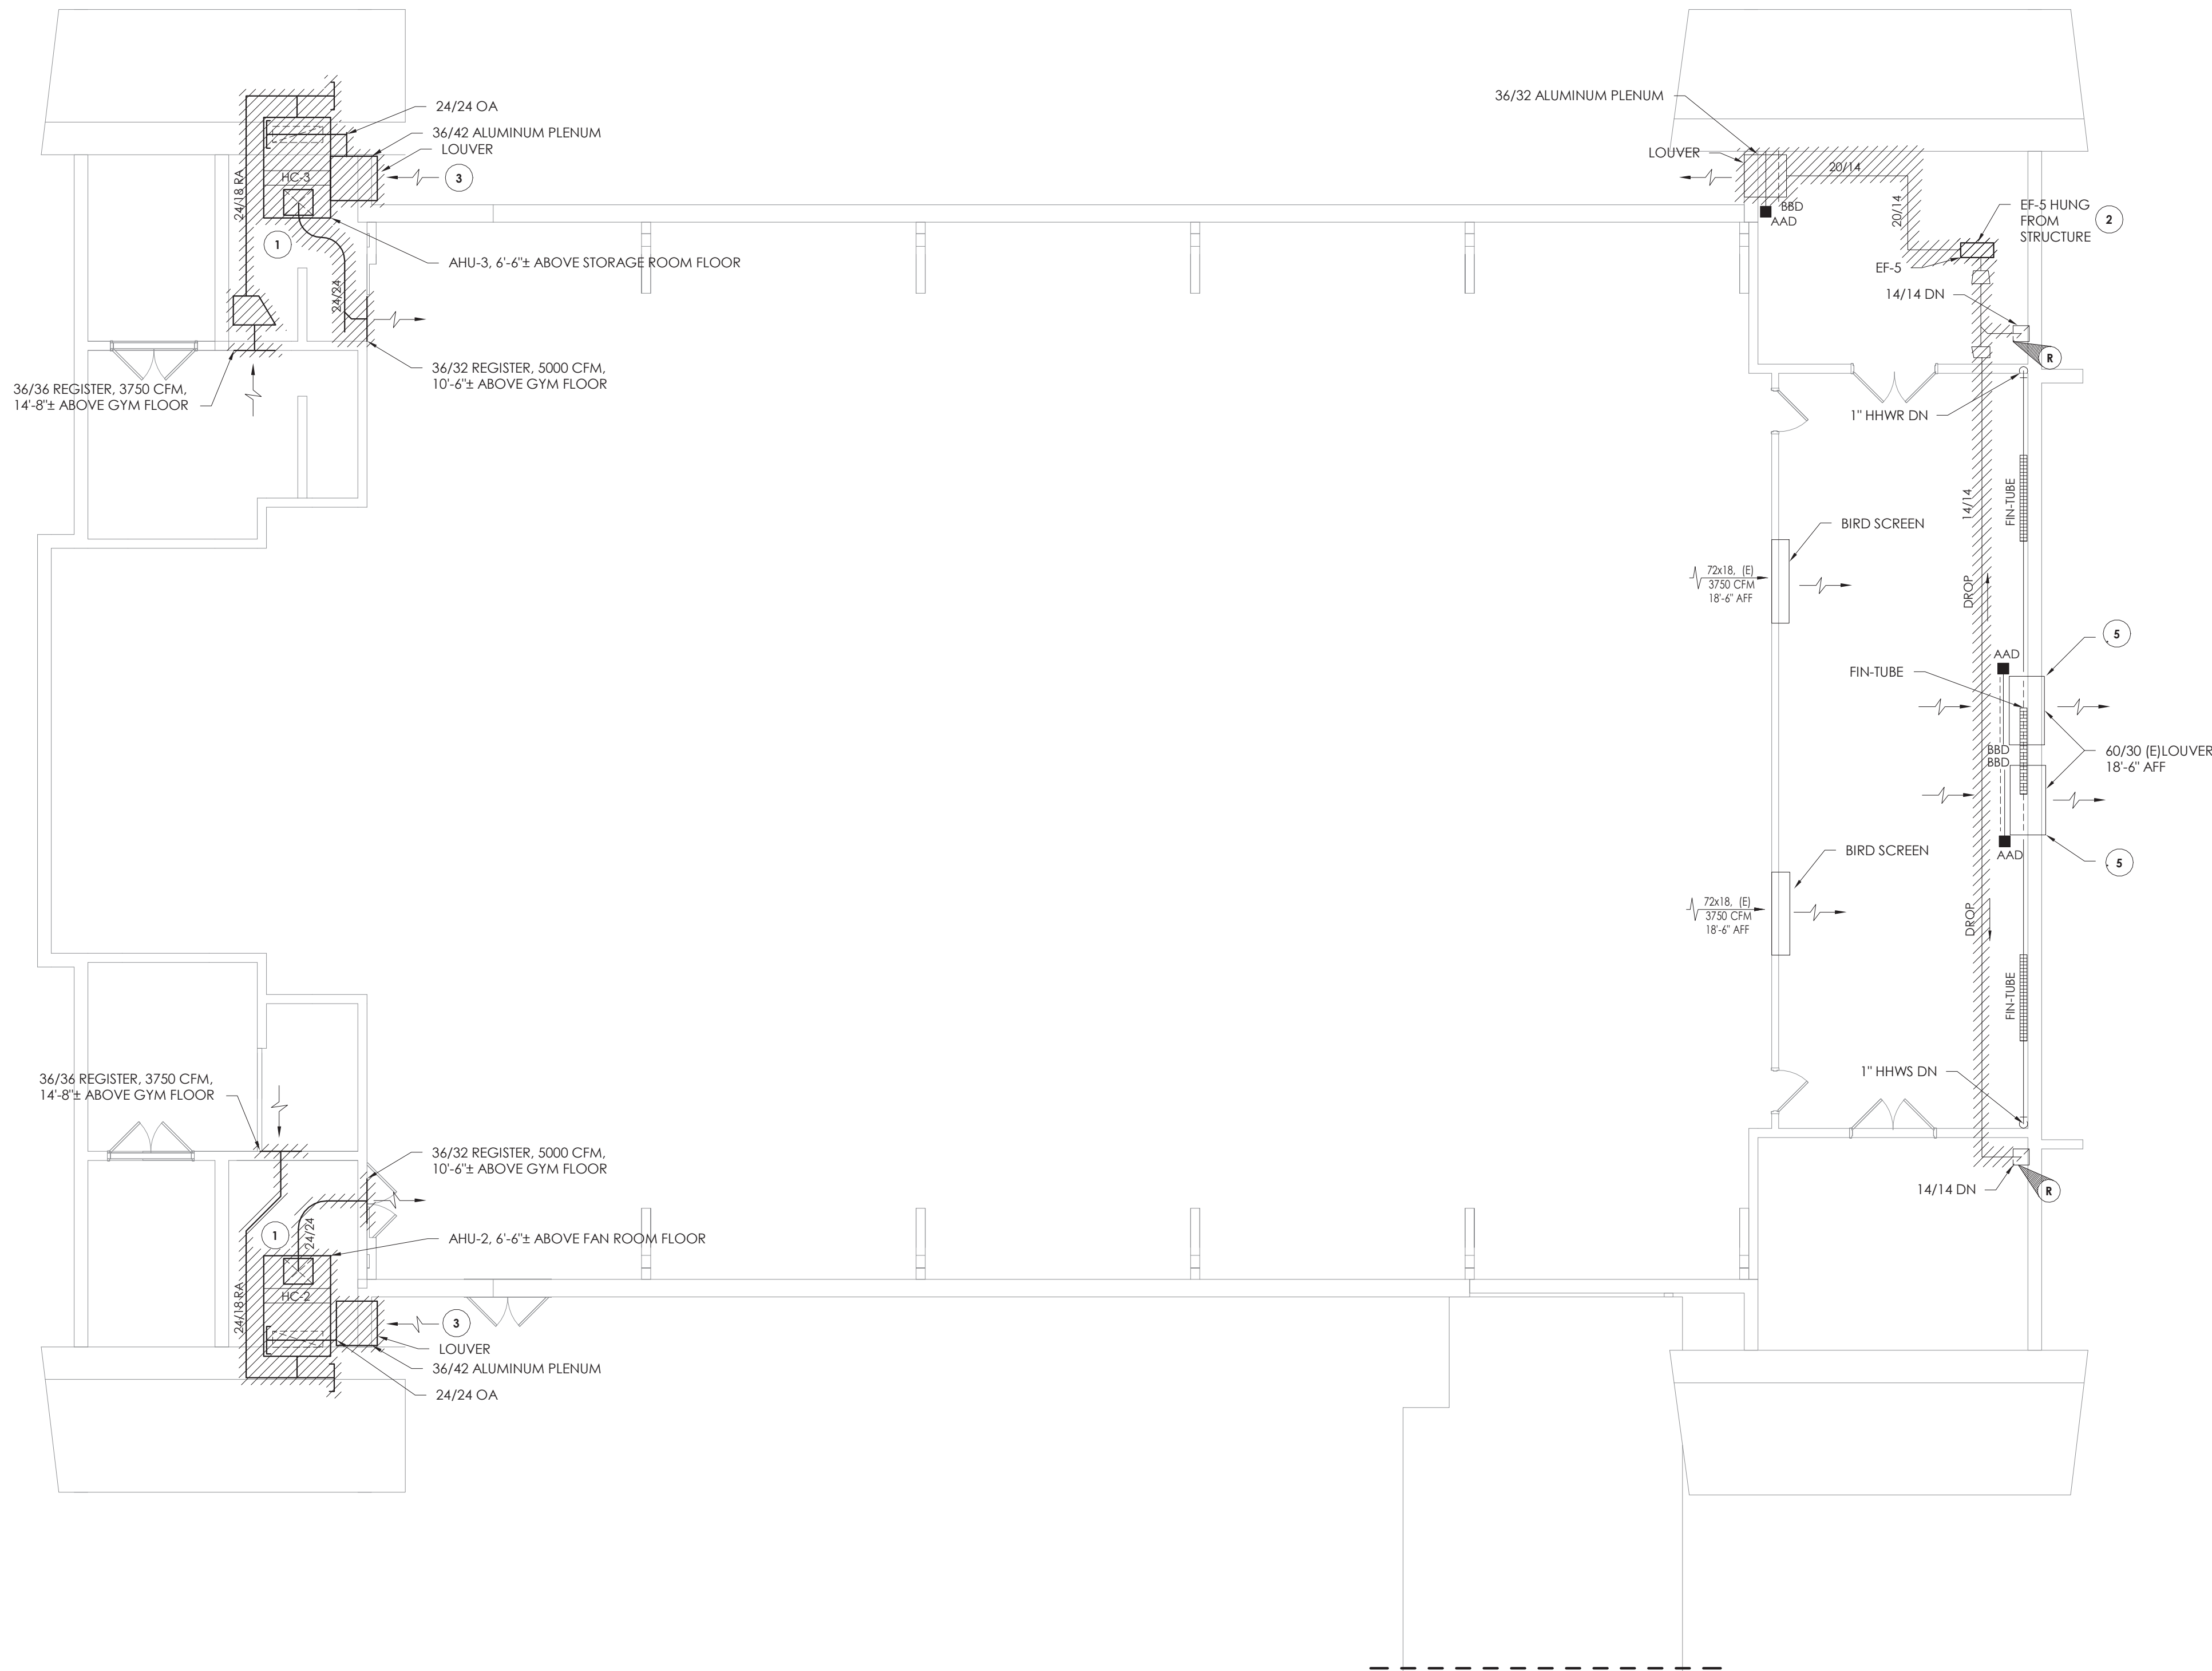 24/24 OA
36/42 ALUMINUM PLENUM
LOUVER
3
HC-3
24/18 RA
1
AHU-3, 6'-6"± ABOVE STORAGE ROOM FLOOR
24/24
36/32 REGISTER, 5000 CFM,
10'-6"± ABOVE GYM FLOOR
36/36 REGISTER, 3750 CFM,
14'-8"± ABOVE GYM FLOOR
36/32 ALUMINUM PLENUM
LOUVER
20/14
20/14
BBD
AAD
EF-5 HUNG
FROM
STRUCTURE
2
EF-5
14/14 DN
R
1" HHWR DN
14/14
FIN-TUBE
BIRD SCREEN
72x18, (E)
3750 CFM
18'-6" AFF
DROP
5
AAD
FIN-TUBE
BBD
BBD
60/30 (E)LOUVER
18'-6" AFF
AAD
5
BIRD SCREEN
72x18, (E)
3750 CFM
18'-6" AFF
DROP
FIN-TUBE
1" HHWS DN
14/14 DN
R
36/36 REGISTER, 3750 CFM,
14'-8"± ABOVE GYM FLOOR
36/32 REGISTER, 5000 CFM,
10'-6"± ABOVE GYM FLOOR
1
24/24
AHU-2, 6'-6"± ABOVE FAN ROOM FLOOR
24/18 RA
HC-2
3
LOUVER
36/42 ALUMINUM PLENUM
24/24 OA